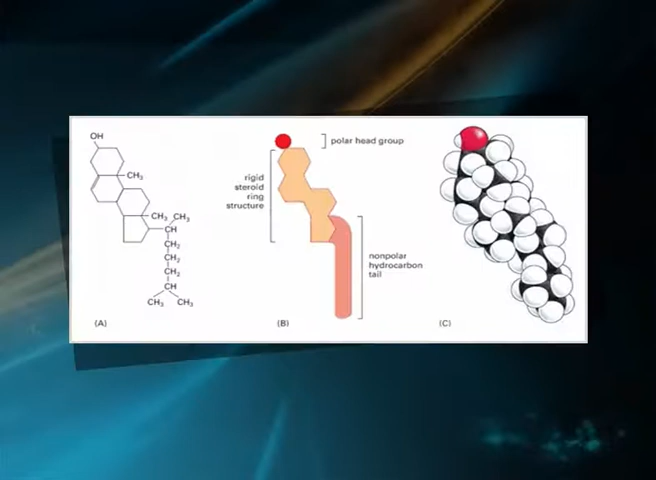 OH
CH₃
CH₃ CH₃
CH
CH₂
CH₂
CH₂
CH
CH₃ CH₃
(A)
polar head group
rigid
steroid
ring
structure
nonpolar
hydrocarbon
tail
(B)
(C)